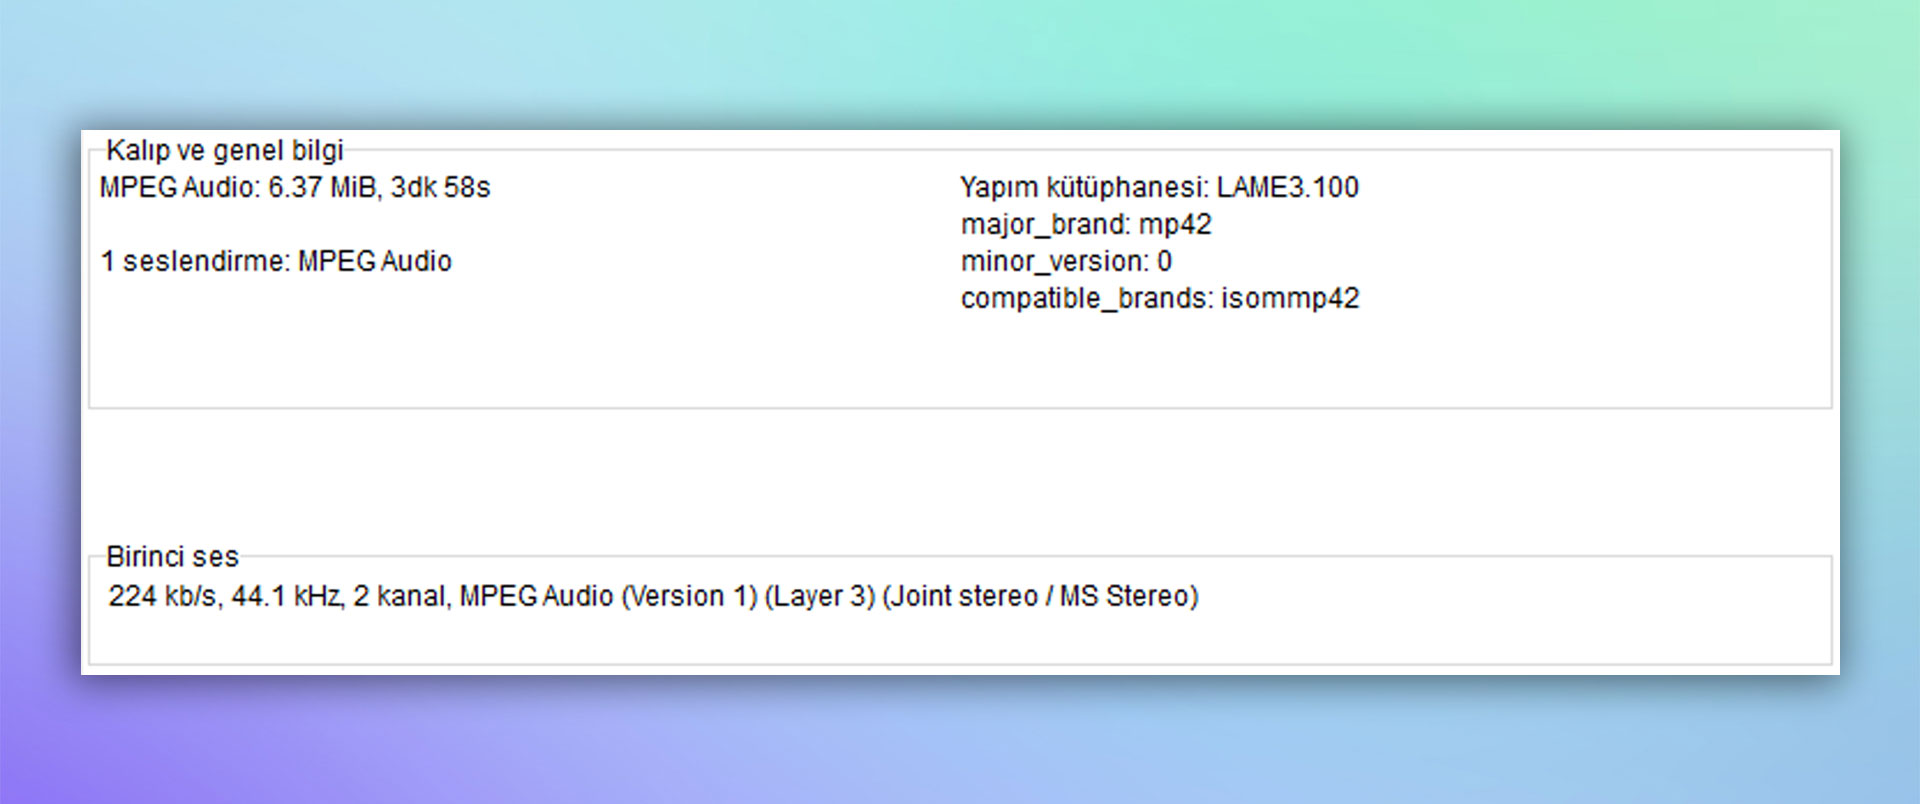 Kalıp ve genel bilgi
MPEG Audio: 6.37 MiB, 3dk 58s
1 seslendirme: MPEG Audio
Yapım kütüphanesi: LAME3.100
major_brand: mp42
minor_version: 0
compatible_brands: isommp42
Birinci ses
224 kb/s, 44.1 kHz, 2 kanal, MPEG Audio (Version 1) (Layer 3) (Joint stereo / MS Stereo)